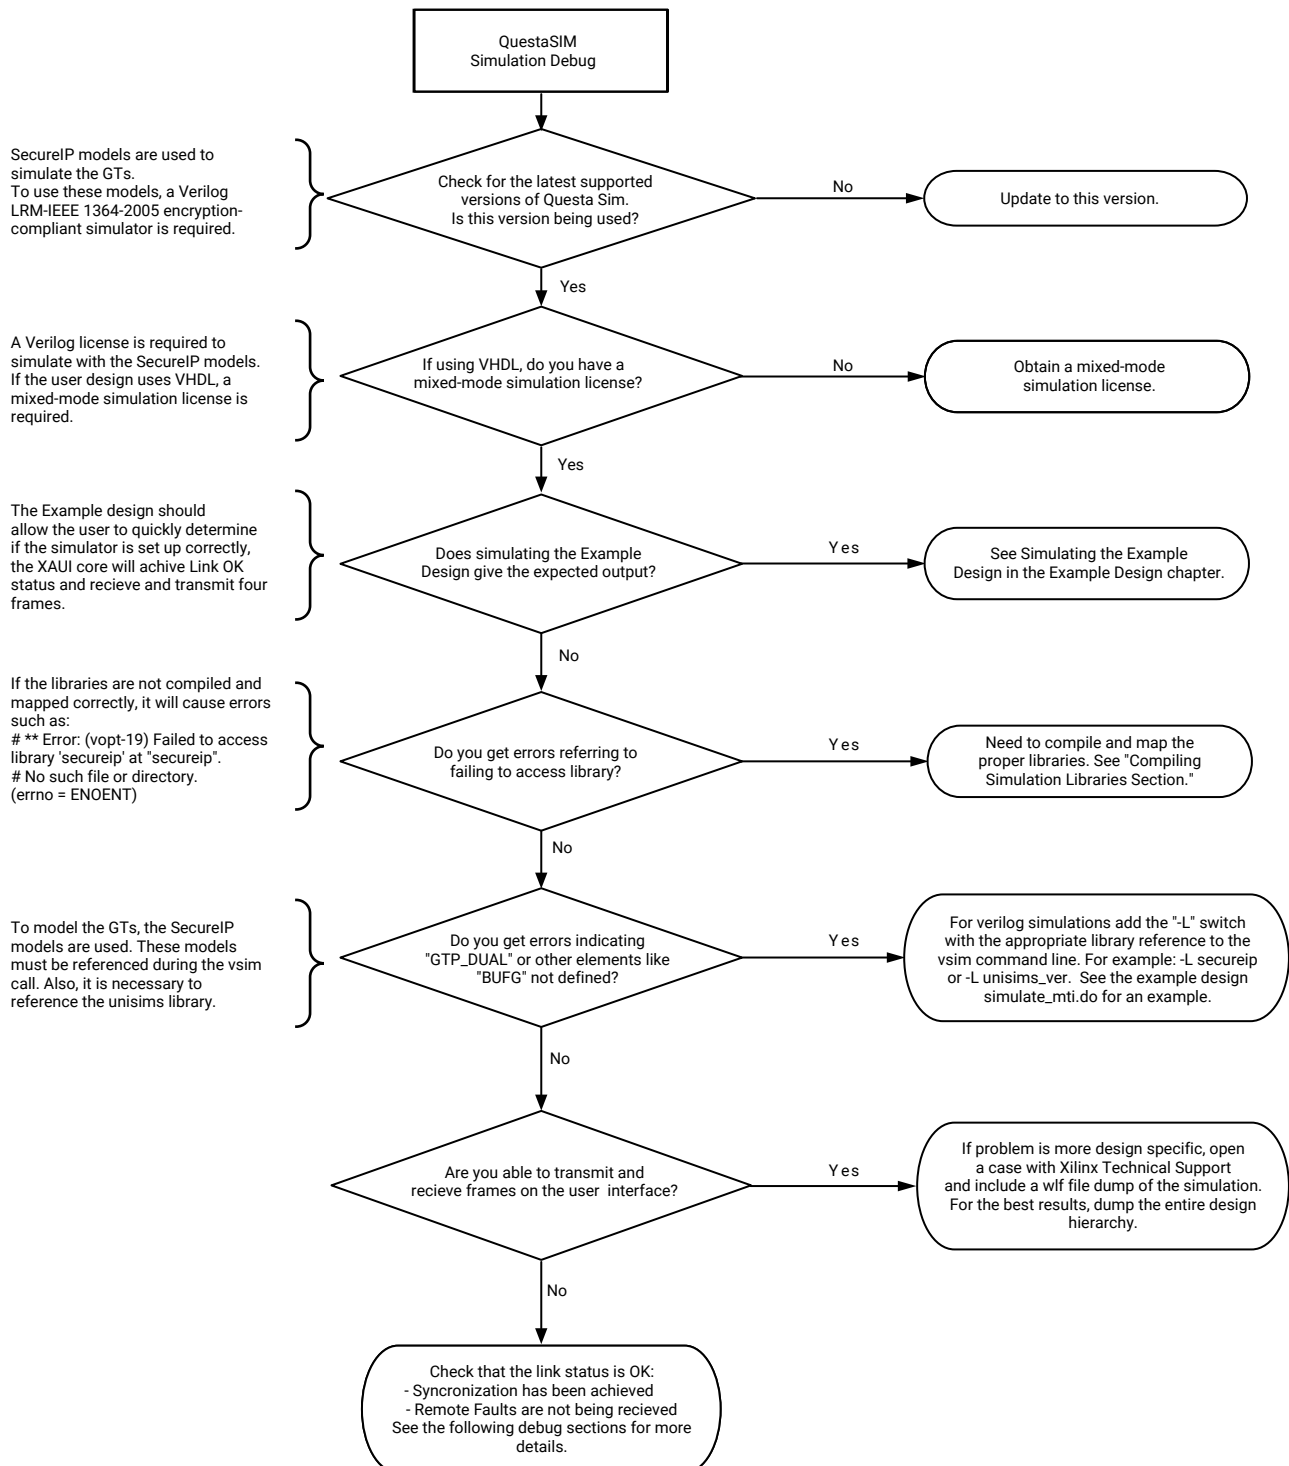 QuestaSIM
Simulation Debug
SecureIP models are used to
simulate the GTs.
To use these models, a Verilog
LRM-IEEE 1364-2005 encryption-
compliant simulator is required.
Check for the latest supported
versions of Questa Sim.
Is this version being used?
No
Update to this version.
Yes
A Verilog license is required to
simulate with the SecureIP models.
If the user design uses VHDL, a
mixed-mode simulation license is
required.
If using VHDL, do you have a
mixed-mode simulation license?
No
Obtain a mixed-mode
simulation license.
Yes
The Example design should
allow the user to quickly determine
if the simulator is set up correctly,
the XAUI core will achive Link OK
status and recieve and transmit four
frames.
Does simulating the Example
Design give the expected output?
Yes
See Simulating the Example
Design in the Example Design chapter.
No
If the libraries are not compiled and
mapped correctly, it will cause errors
such as:
# ** Error: (vopt-19) Failed to access
library 'secureip' at "secureip".
# No such file or directory.
(errno = ENOENT)
Do you get errors referring to
failing to access library?
Yes
Need to compile and map the
proper libraries. See "Compiling
Simulation Libraries Section."
No
To model the GTs, the SecureIP
models are used. These models
must be referenced during the vsim
call. Also, it is necessary to
reference the unisims library.
Do you get errors indicating
"GTP_DUAL" or other elements like
"BUFG" not defined?
Yes
For verilog simulations add the "-L" switch
with the appropriate library reference to the
vsim command line. For example: -L secureip
or -L unisims_ver. See the example design
simulate_mti.do for an example.
No
Are you able to transmit and
recieve frames on the user interface?
Yes
If problem is more design specific, open
a case with Xilinx Technical Support
and include a wlf file dump of the simulation.
For the best results, dump the entire design
hierarchy.
No
Check that the link status is OK:
- Syncronization has been achieved
- Remote Faults are not being recieved
See the following debug sections for more
details.